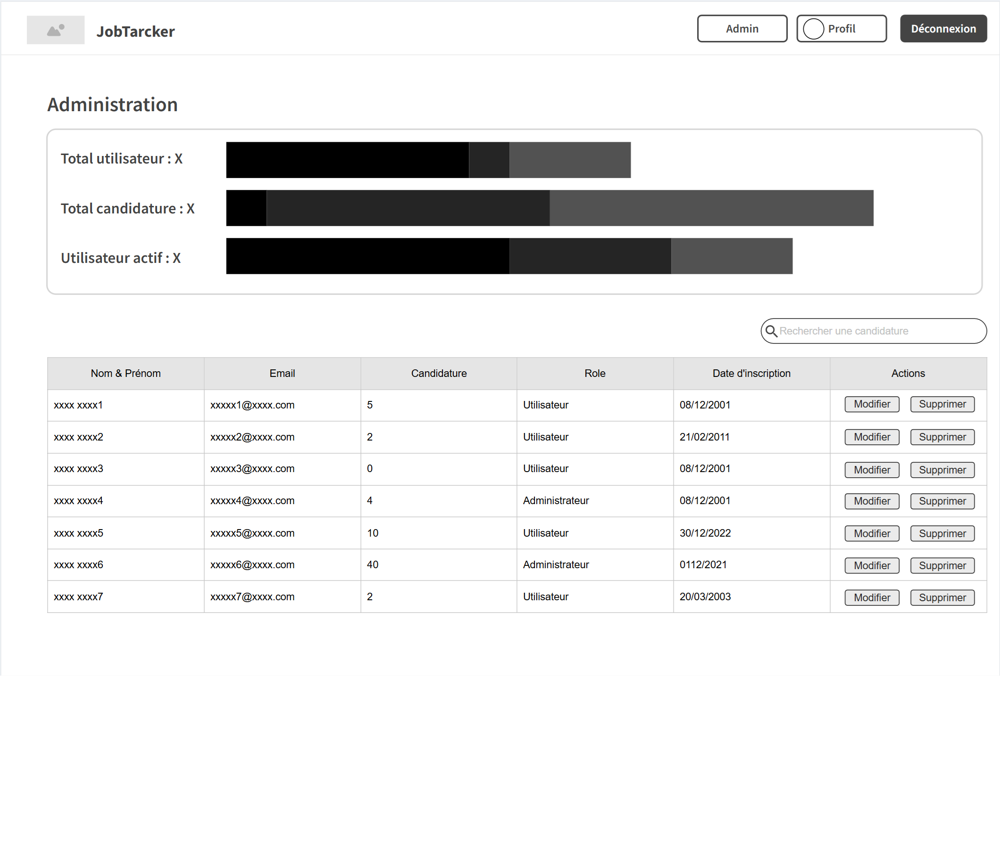 JobTarcker
Admin
Profil
Déconnexion
Administration
Total utilisateur : X
Total candidature : X
Utilisateur actif : X
Rechercher une candidature
Nom & Prénom Email Candidature Role Date d'inscription Actions
xxxx xxxx1 xxxxx1@xxxx.com 5 Utilisateur 08/12/2001 Modifier Supprimer
xxxx xxxx2 xxxxx2@xxxx.com 2 Utilisateur 21/02/2011 Modifier Supprimer
xxxx xxxx3 xxxxx3@xxxx.com 0 Utilisateur 08/12/2001 Modifier Supprimer
xxxx xxxx4 xxxxx4@xxxx.com 4 Administrateur 08/12/2001 Modifier Supprimer
xxxx xxxx5 xxxxx5@xxxx.com 10 Utilisateur 30/12/2022 Modifier Supprimer
xxxx xxxx6 xxxxx6@xxxx.com 40 Administrateur 0112/2021 Modifier Supprimer
xxxx xxxx7 xxxxx7@xxxx.com 2 Utilisateur 20/03/2003 Modifier Supprimer